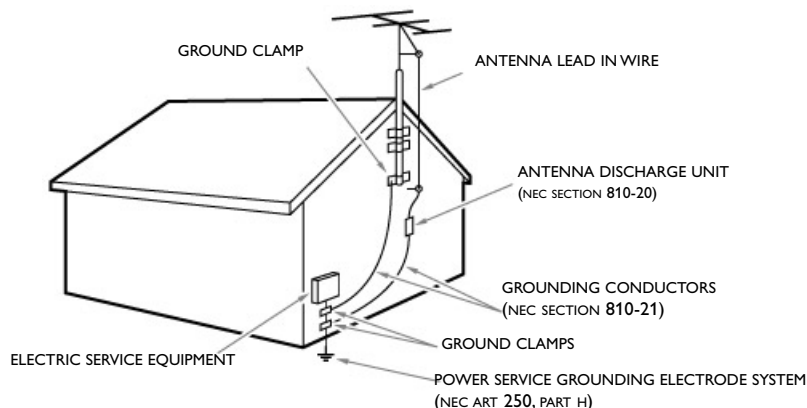 GROUND CLAMP
ANTENNA LEAD IN WIRE
ANTENNA DISCHARGE UNIT
(NEC SECTION 810-20)
GROUNDING CONDUCTORS
(NEC SECTION 810-21)
GROUND CLAMPS
ELECTRIC SERVICE EQUIPMENT
POWER SERVICE GROUNDING ELECTRODE SYSTEM
(NEC ART 250, PART H)